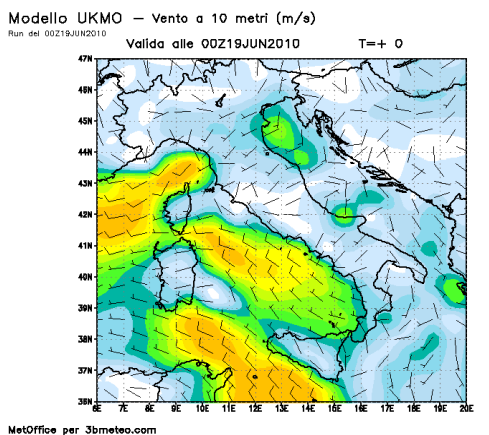 Modello UKMO – Vento a 10 metri (m/s)
Run del 00Z19JUN2010
Valida alle 00Z19JUN2010 T=+ 0
47N
46N
45N
44N
43N
42N
41N
40N
39N
38N
37N
36N
6E 7E 8E 9E 10E 11E 12E 13E 14E 15E 16E 17E 18E 19E 20E
MetOffice per 3bmeteo.com